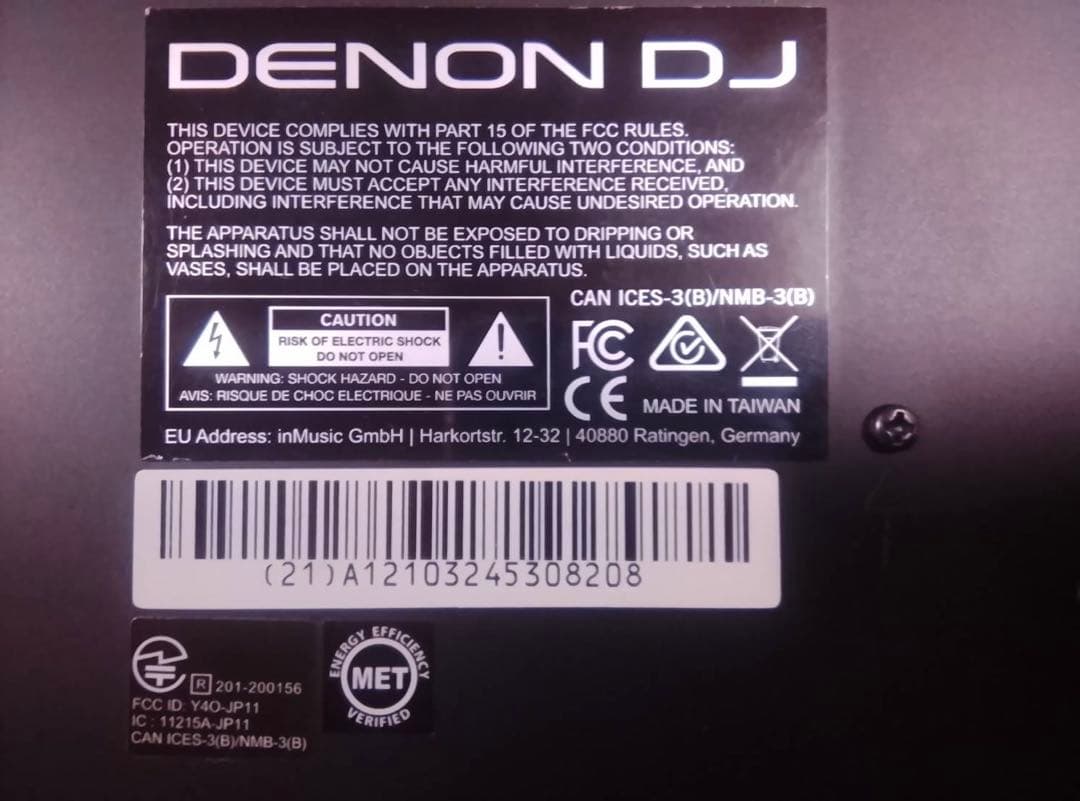 DENON DJ
THIS DEVICE COMPLIES WITH PART 15 OF THE FCC RULES.
OPERATION IS SUBJECT TO THE FOLLOWING TWO CONDITIONS:
(1) THIS DEVICE MAY NOT CAUSE HARMFUL INTERFERENCE, AND
(2) THIS DEVICE MUST ACCEPT ANY INTERFERENCE RECEIVED,
INCLUDING INTERFERENCE THAT MAY CAUSE UNDESIRED OPERATION.
THE APPARATUS SHALL NOT BE EXPOSED TO DRIPPING OR
SPLASHING AND THAT NO OBJECTS FILLED WITH LIQUIDS, SUCH AS
VASES, SHALL BE PLACED ON THE APPARATUS.
CAUTION
RISK OF ELECTRIC SHOCK
DO NOT OPEN
WARNING: SHOCK HAZARD - DO NOT OPEN
AVIS: RISQUE DE CHOC ELECTRIQUE - NE PAS OUVRIR
CAN ICES-3(B)/NMB-3(B)
FC
CE MADE IN TAIWAN
EU Address: inMusic GmbH | Harkortstr. 12-32 | 40880 Ratingen, Germany
(21)A12103245308208
R 201-200156
FCC ID: Y4O-JP11
IC : 11215A-JP11
CAN ICES-3(B)/NMB-3(B)
ENERGY EFFICIENCY
MET
VERIFIED